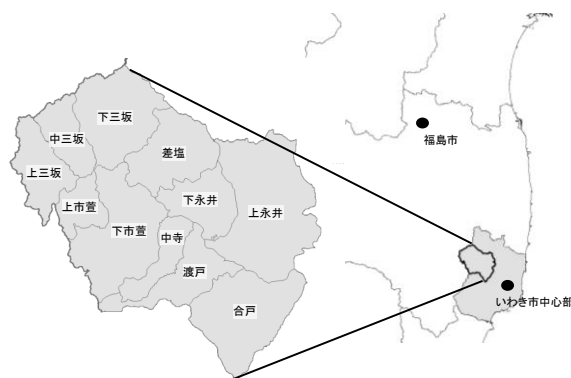 下三坂
中三坂
差塩
上三坂
上市萱
下永井
上永井
下市萱
中寺
渡戸
合戸
福島市
いわき市中心部